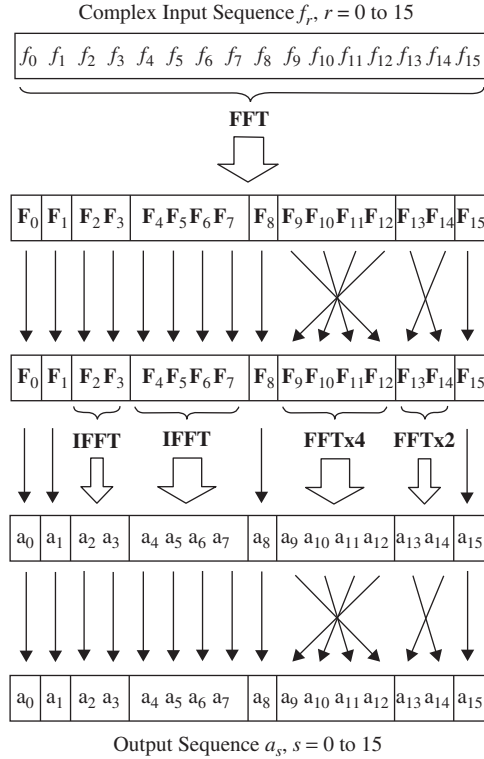 Complex Input Sequence fᵣ, r = 0 to 15
f₀ f₁ f₂ f₃ f₄ f₅ f₆ f₇ f₈ f₉ f₁₀ f₁₁ f₁₂ f₁₃ f₁₄ f₁₅
FFT
F₀ F₁ F₂ F₃ F₄ F₅ F₆ F₇ F₈ F₉ F₁₀ F₁₁ F₁₂ F₁₃ F₁₄ F₁₅
F₀ F₁ F₂ F₃ F₄ F₅ F₆ F₇ F₈ F₉ F₁₀ F₁₁ F₁₂ F₁₃ F₁₄ F₁₅
IFFT IFFT FFTx4 FFTx2
a₀ a₁ a₂ a₃ a₄ a₅ a₆ a₇ a₈ a₉ a₁₀ a₁₁ a₁₂ a₁₃ a₁₄ a₁₅
a₀ a₁ a₂ a₃ a₄ a₅ a₆ a₇ a₈ a₉ a₁₀ a₁₁ a₁₂ a₁₃ a₁₄ a₁₅
Output Sequence aₛ, s = 0 to 15